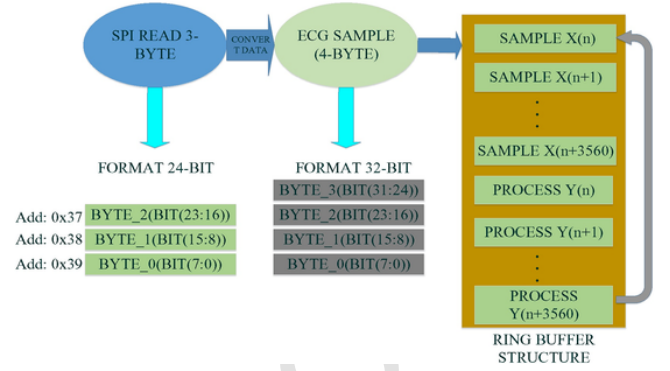 SPI READ 3-
BYTE
CONVER
T DATA
ECG SAMPLE
(4-BYTE)
SAMPLE X(n)
SAMPLE X(n+1)
SAMPLE X(n+3560)
PROCESS Y(n)
PROCESS Y(n+1)
PROCESS
Y(n+3560)
RING BUFFER
STRUCTURE
FORMAT 24-BIT
Add: 0x37 BYTE_2(BIT(23:16))
Add: 0x38 BYTE_1(BIT(15:8))
Add: 0x39 BYTE_0(BIT(7:0))
FORMAT 32-BIT
BYTE_3(BIT(31:24))
BYTE_2(BIT(23:16))
BYTE_1(BIT(15:8))
BYTE_0(BIT(7:0))